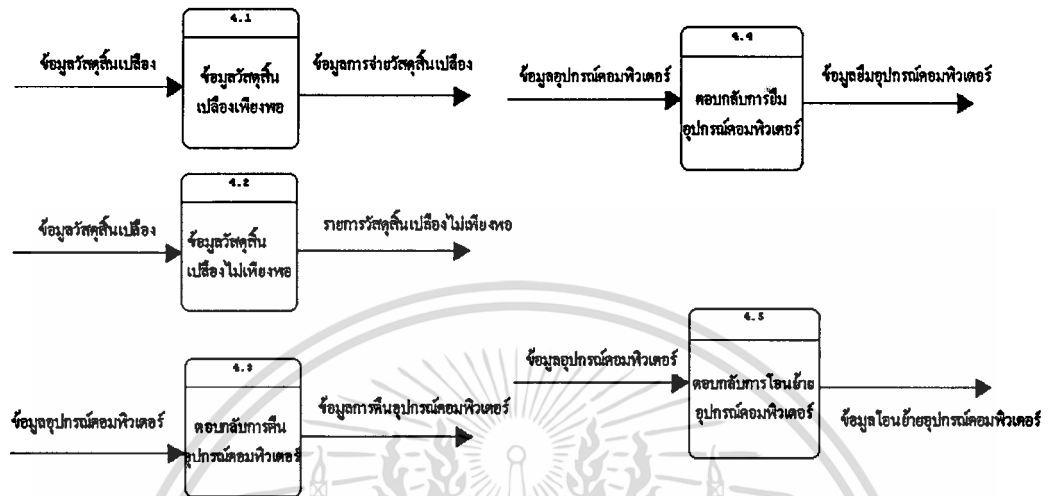 4.1
ข้อมูลวัสดุสิ้นเปลือง
ข้อมูลวัสดุสิ้น
เปลืองเพียงพอ
ข้อมูลการจ่ายวัสดุสิ้นเปลือง
4.4
ข้อมูลอุปกรณ์คอมพิวเตอร์
ตอบกลับการยืม
อุปกรณ์คอมพิวเตอร์
ข้อมูลยืมอุปกรณ์คอมพิวเตอร์
4.2
ข้อมูลวัสดุสิ้นเปลือง
ข้อมูลวัสดุสิ้น
เปลืองไม่เพียงพอ
รายการวัสดุสิ้นเปลืองไม่เพียงพอ
4.3
ข้อมูลอุปกรณ์คอมพิวเตอร์
ตอบกลับการคืน
อุปกรณ์คอมพิวเตอร์
ข้อมูลการคืนอุปกรณ์คอมพิวเตอร์
4.5
ข้อมูลอุปกรณ์คอมพิวเตอร์
ตอบกลับการโอนย้าย
อุปกรณ์คอมพิวเตอร์
ข้อมูลโอนย้ายอุปกรณ์คอมพิวเตอร์